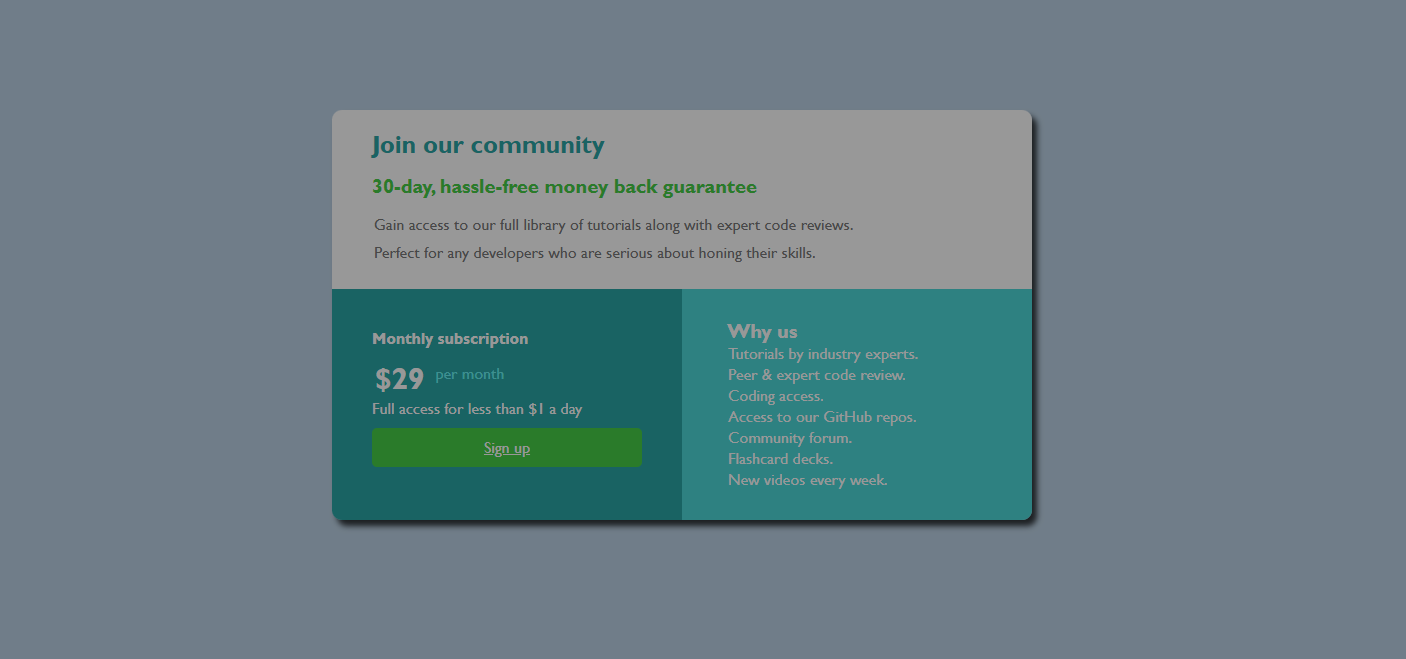 Join our community
30-day, hassle-free money back guarantee
Gain access to our full library of tutorials along with expert code reviews.
Perfect for any developers who are serious about honing their skills.
Monthly subscription
$29 per month
Full access for less than $1 a day
Sign up
Why us
Tutorials by industry experts.
Peer & expert code review.
Coding access.
Access to our GitHub repos.
Community forum.
Flashcard decks.
New videos every week.